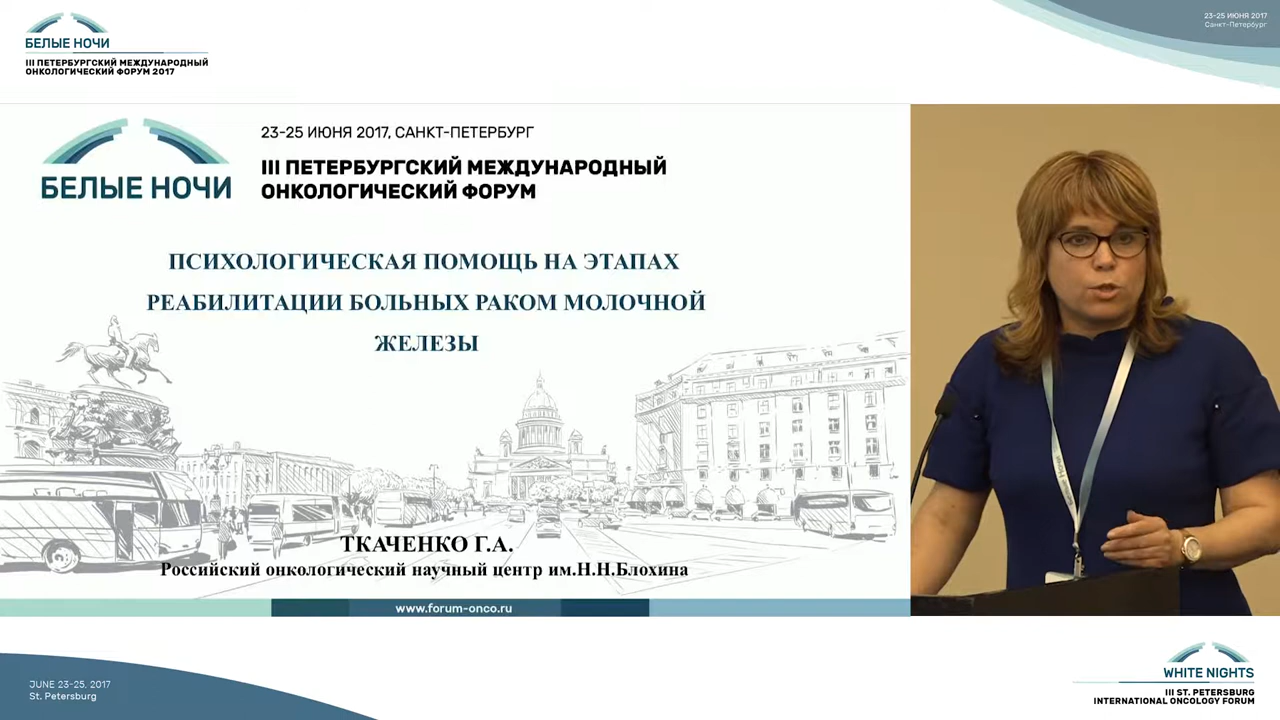 БЕЛЫЕ НОЧИ
III ПЕТЕРБУРГСКИЙ МЕЖДУНАРОДНЫЙ
ОНКОЛОГИЧЕСКИЙ ФОРУМ 2017
23-25 ИЮНЯ 2017
Санкт-Петербург
БЕЛЫЕ НОЧИ
23-25 ИЮНЯ 2017, САНКТ-ПЕТЕРБУРГ
III ПЕТЕРБУРГСКИЙ МЕЖДУНАРОДНЫЙ
ОНКОЛОГИЧЕСКИЙ ФОРУМ
ПСИХОЛОГИЧЕСКАЯ ПОМОЩЬ НА ЭТАПАХ
РЕАБИЛИТАЦИИ БОЛЬНЫХ РАКОМ МОЛОЧНОЙ
ЖЕЛЕЗЫ
ТКАЧЕНКО Г.А.
Российский онкологический научный центр им.Н.Н.Блохина
www.forum-onco.ru
JUNE 23-25, 2017
St. Petersburg
WHITE NIGHTS
III ST. PETERSBURG
INTERNATIONAL ONCOLOGY FORUM